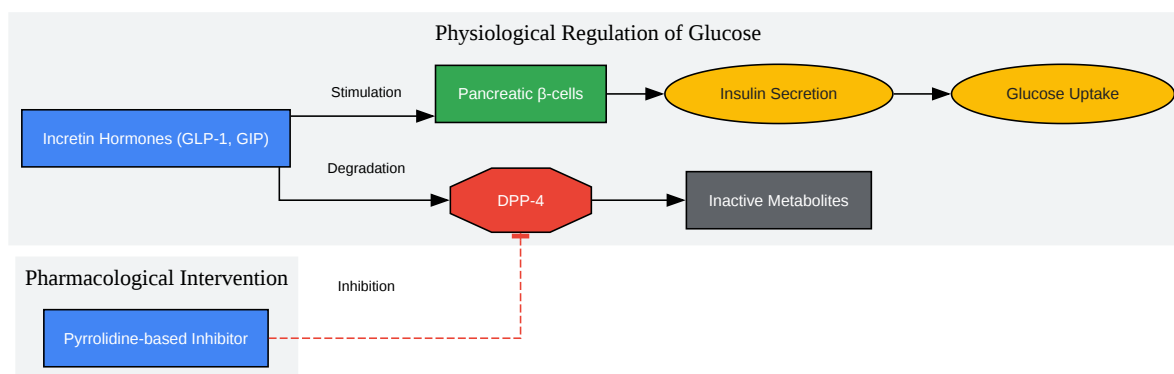 Physiological Regulation of Glucose
Stimulation
Pancreatic β-cells
Insulin Secretion
Glucose Uptake
Incretin Hormones (GLP-1, GIP)
Degradation
DPP-4
Inactive Metabolites
Pharmacological Intervention
Inhibition
Pyrrolidine-based Inhibitor